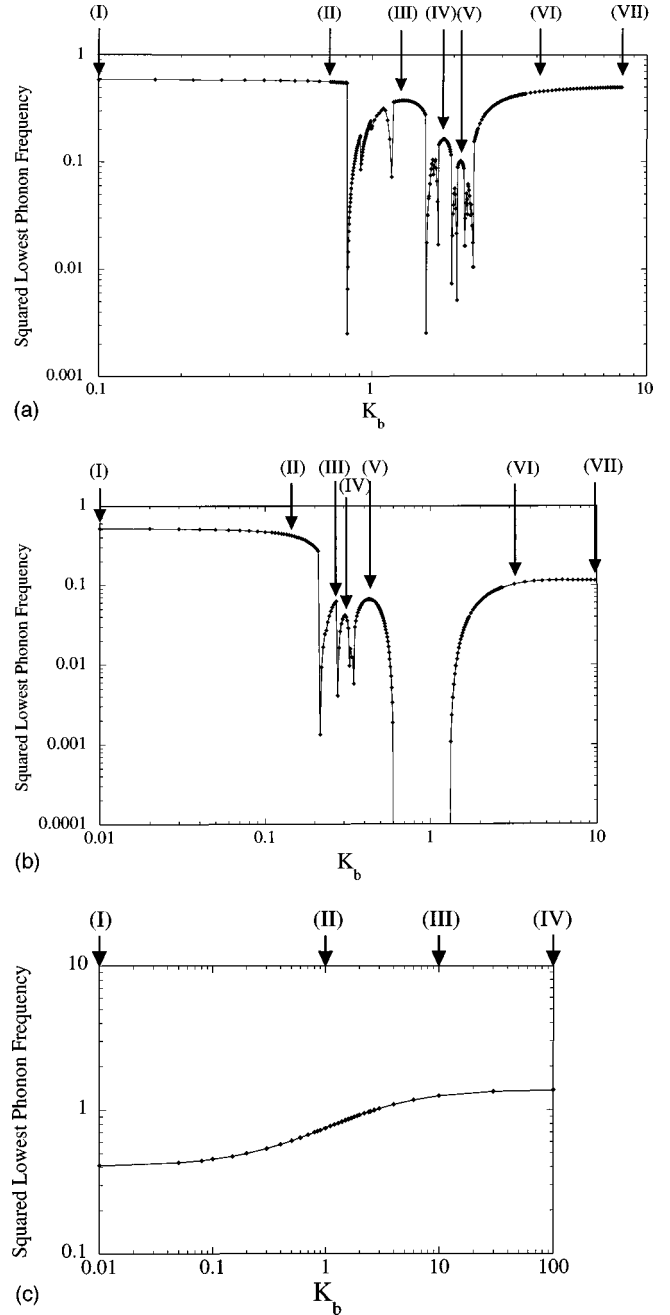 (I) (II) (III) (IV) (V) (VI) (VII)
1
0.1
0.01
0.001
Squared Lowest Phonon Frequency
0.1 1 10
K_b
(a)
(I) (II) (III) (IV) (V) (VI) (VII)
1
0.1
0.01
0.001
0.0001
Squared Lowest Phonon Frequency
0.01 0.1 1 10
K_b
(b)
(I) (II) (III) (IV)
10
1
0.1
Squared Lowest Phonon Frequency
0.01 0.1 1 10 100
K_b
(c)